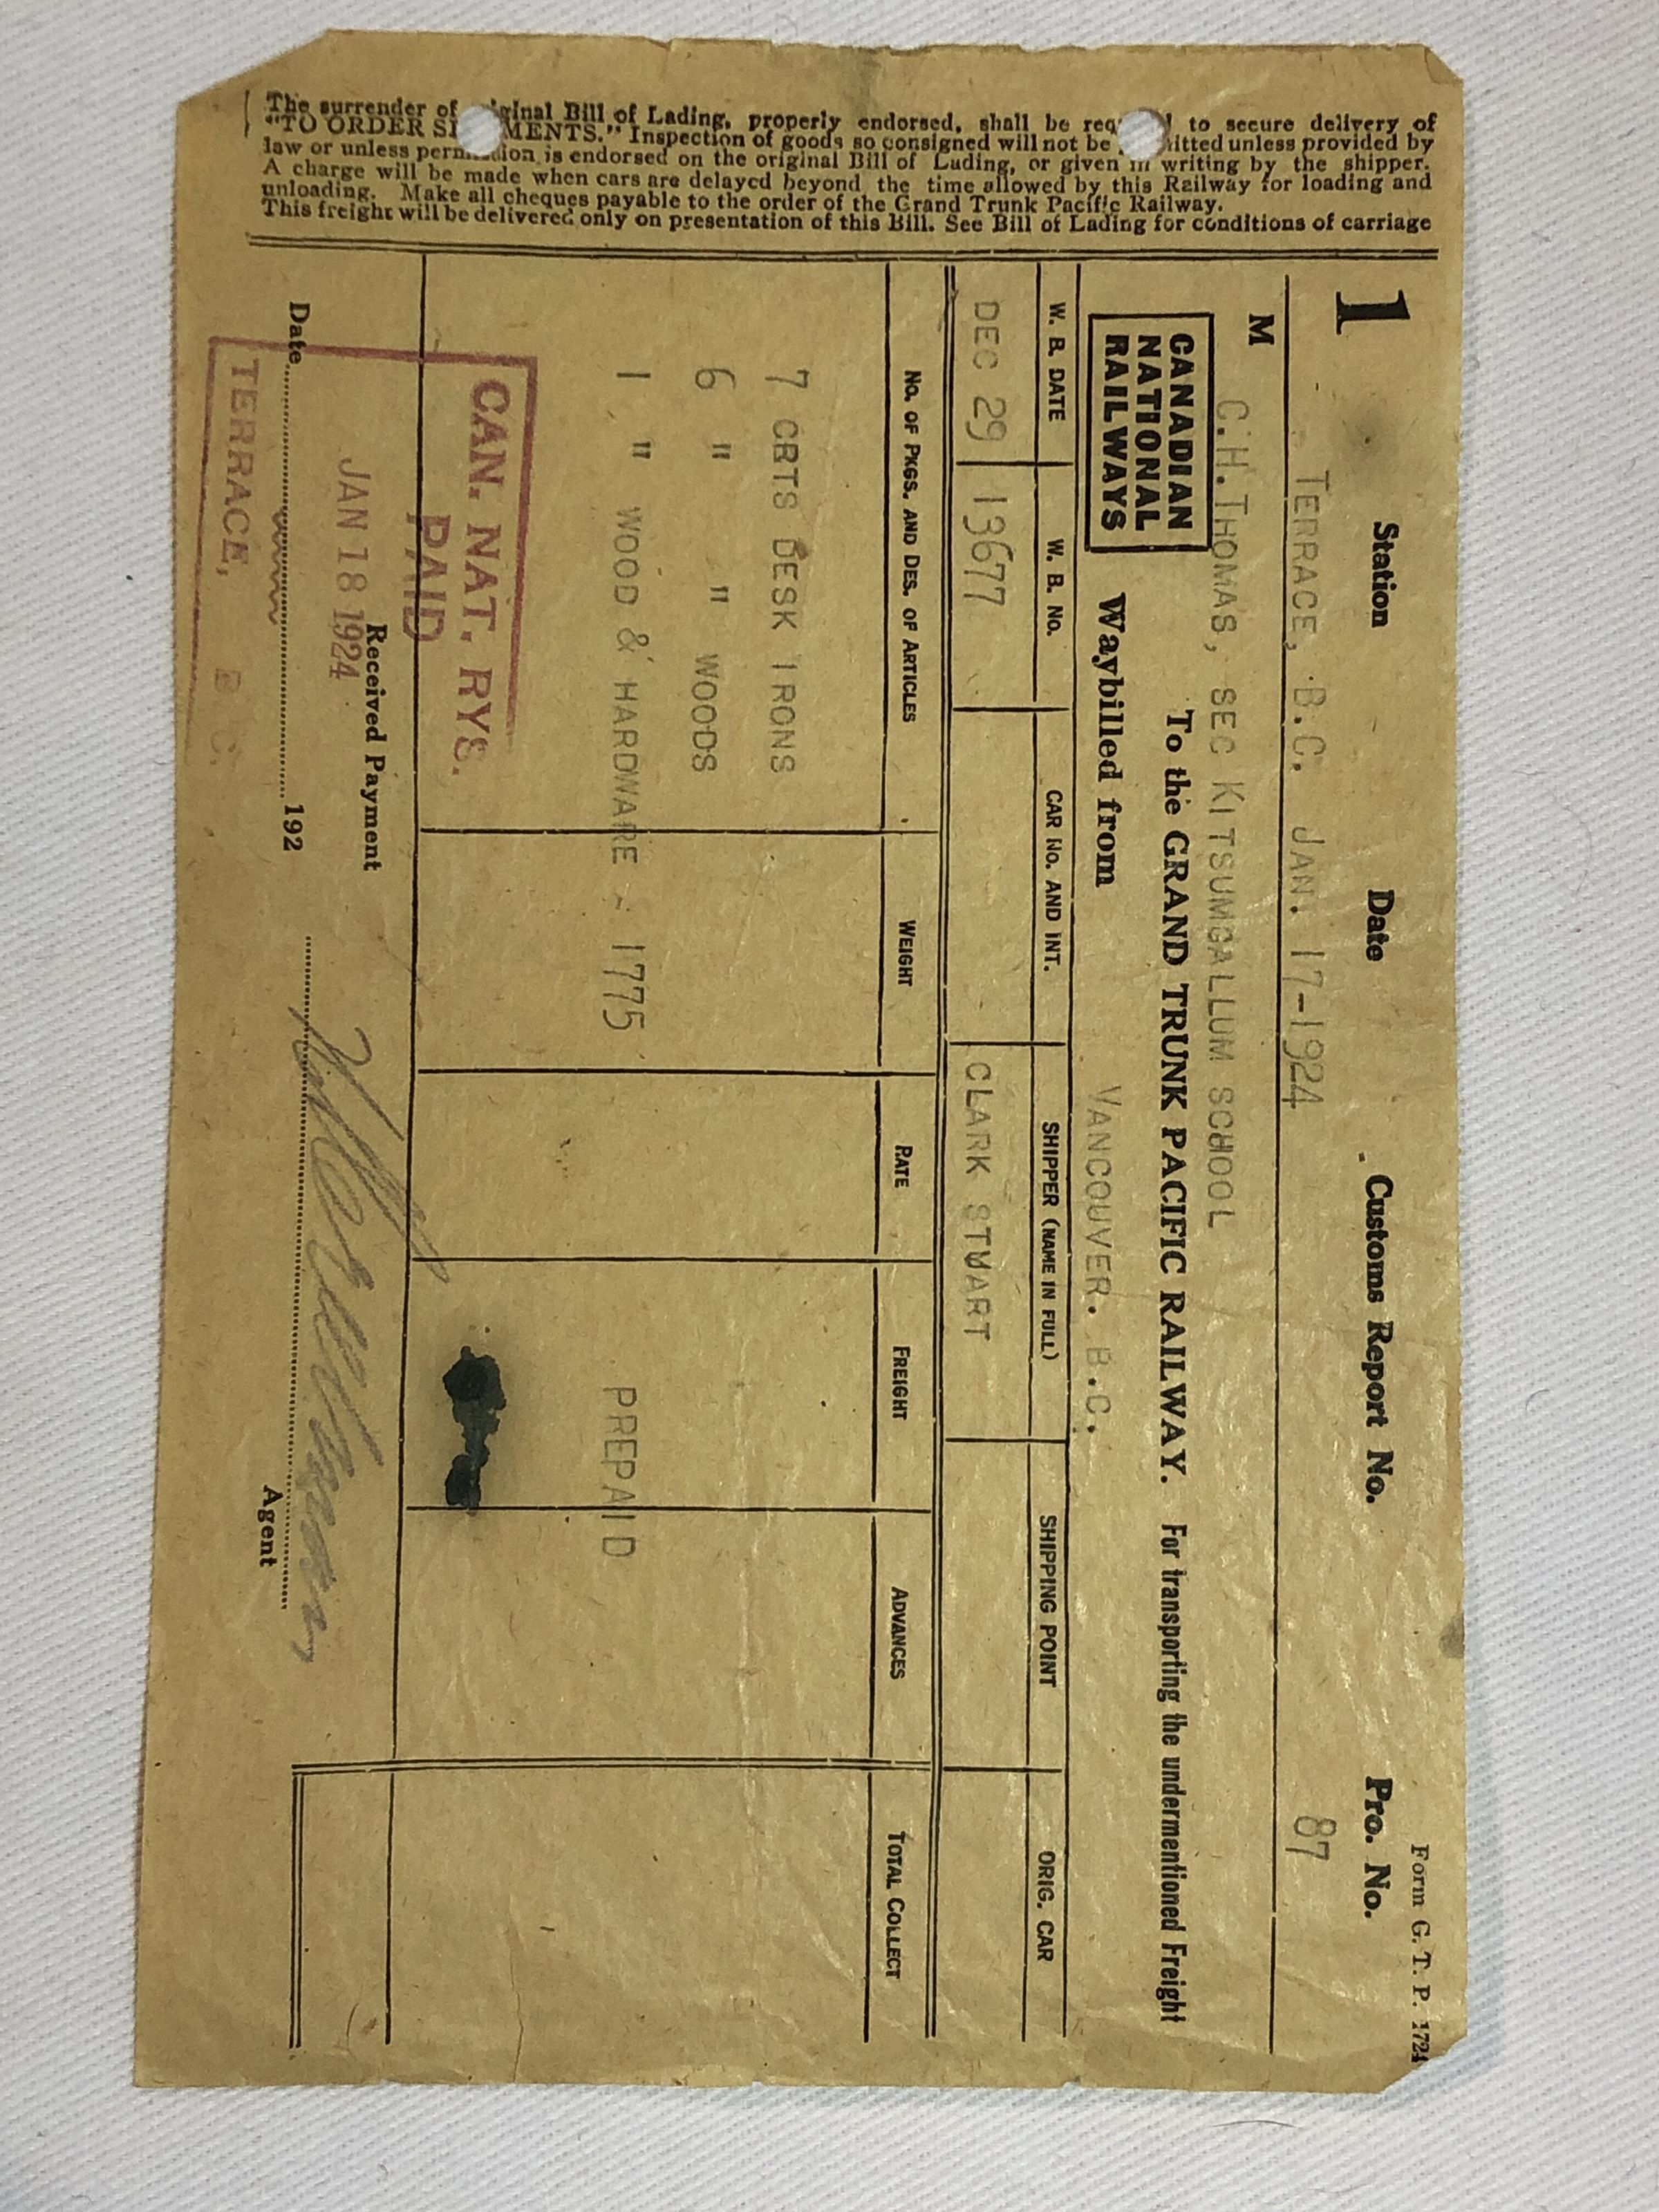 The surrender of iginal Bill of Lading, properly endorsed, shall be req d to secure delivery of
"TO ORDER SI MENTS." Inspection of goods so consigned will not be itted unless provided by
law or unless permission is endorsed on the original Bill of Lading, or given in writing by the shipper.
A charge will be made when cars are delayed beyond the time allowed by this Railway for loading and
unloading. Make all cheques payable to the order of the Grand Trunk Pacific Railway.
This freight will be delivered only on presentation of this Bill. See Bill of Lading for conditions of carriage
Form G. T. P. 1724
1 Station Date Customs Report No. Pro. No.
TERRACE, B.C. JAN. 17-1924 87
M C.H.THOMAS, SEC KITSUMGALLUM SCHOOL
CANADIAN
NATIONAL
RAILWAYS
To the GRAND TRUNK PACIFIC RAILWAY. For transporting the undermentioned Freight
Waybilled from VANCOUVER. B.C.
W. B. DATE W. B. No. CAR No. AND INT. SHIPPER (NAME IN FULL) SHIPPING POINT ORIG. CAR
DEC 29 13677 CLARK STWART
No. OF PKGS. AND DES. OF ARTICLES WEIGHT RATE FREIGHT ADVANCES TOTAL COLLECT
7 CRTS DESK IRONS
6 " " WOODS
1 " WOOD & HARDWARE - 1775 PREPAID
CAN. NAT. RYS.
PAID
Received Payment
JAN 18 1924
Date 192
Agent
TERRACE, B.C.